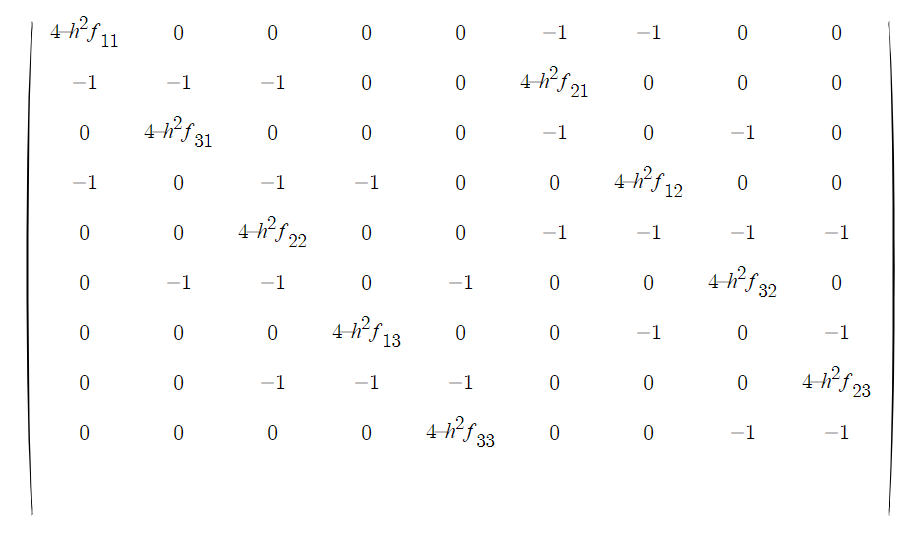 4–h²f₁₁ 0 0 0 0 −1 −1 0 0
−1 −1 −1 0 0 4–h²f₂₁ 0 0 0
0 4–h²f₃₁ 0 0 0 −1 0 −1 0
−1 0 −1 −1 0 0 4–h²f₁₂ 0 0
0 0 4–h²f₂₂ 0 0 −1 −1 −1 −1
0 −1 −1 0 −1 0 0 4–h²f₃₂ 0
0 0 0 4–h²f₁₃ 0 0 −1 0 −1
0 0 −1 −1 −1 0 0 0 4–h²f₂₃
0 0 0 0 4–h²f₃₃ 0 0 −1 −1